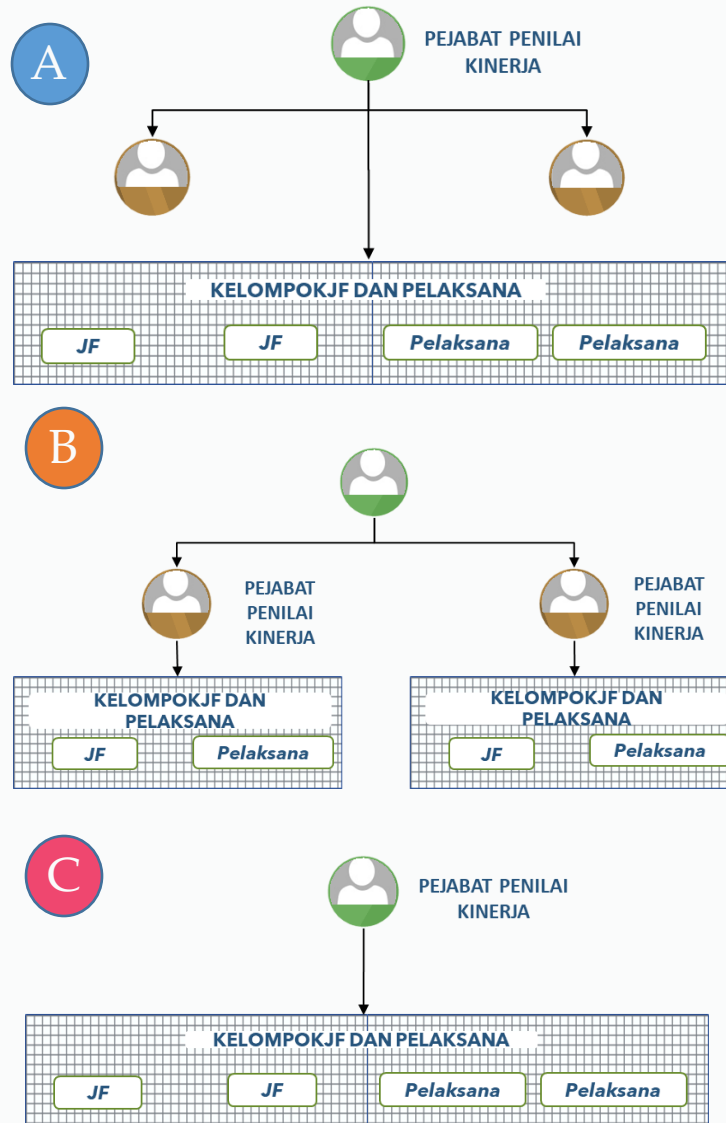 A
PEJABAT PENILAI
KINERJA
KELOMPOKJF DAN PELAKSANA
JF
JF
Pelaksana
Pelaksana
B
PEJABAT
PENILAI
KINERJA
PEJABAT
PENILAI
KINERJA
KELOMPOKJF DAN
PELAKSANA
JF
Pelaksana
KELOMPOKJF DAN
PELAKSANA
JF
Pelaksana
C
PEJABAT PENILAI
KINERJA
KELOMPOKJF DAN PELAKSANA
JF
JF
Pelaksana
Pelaksana